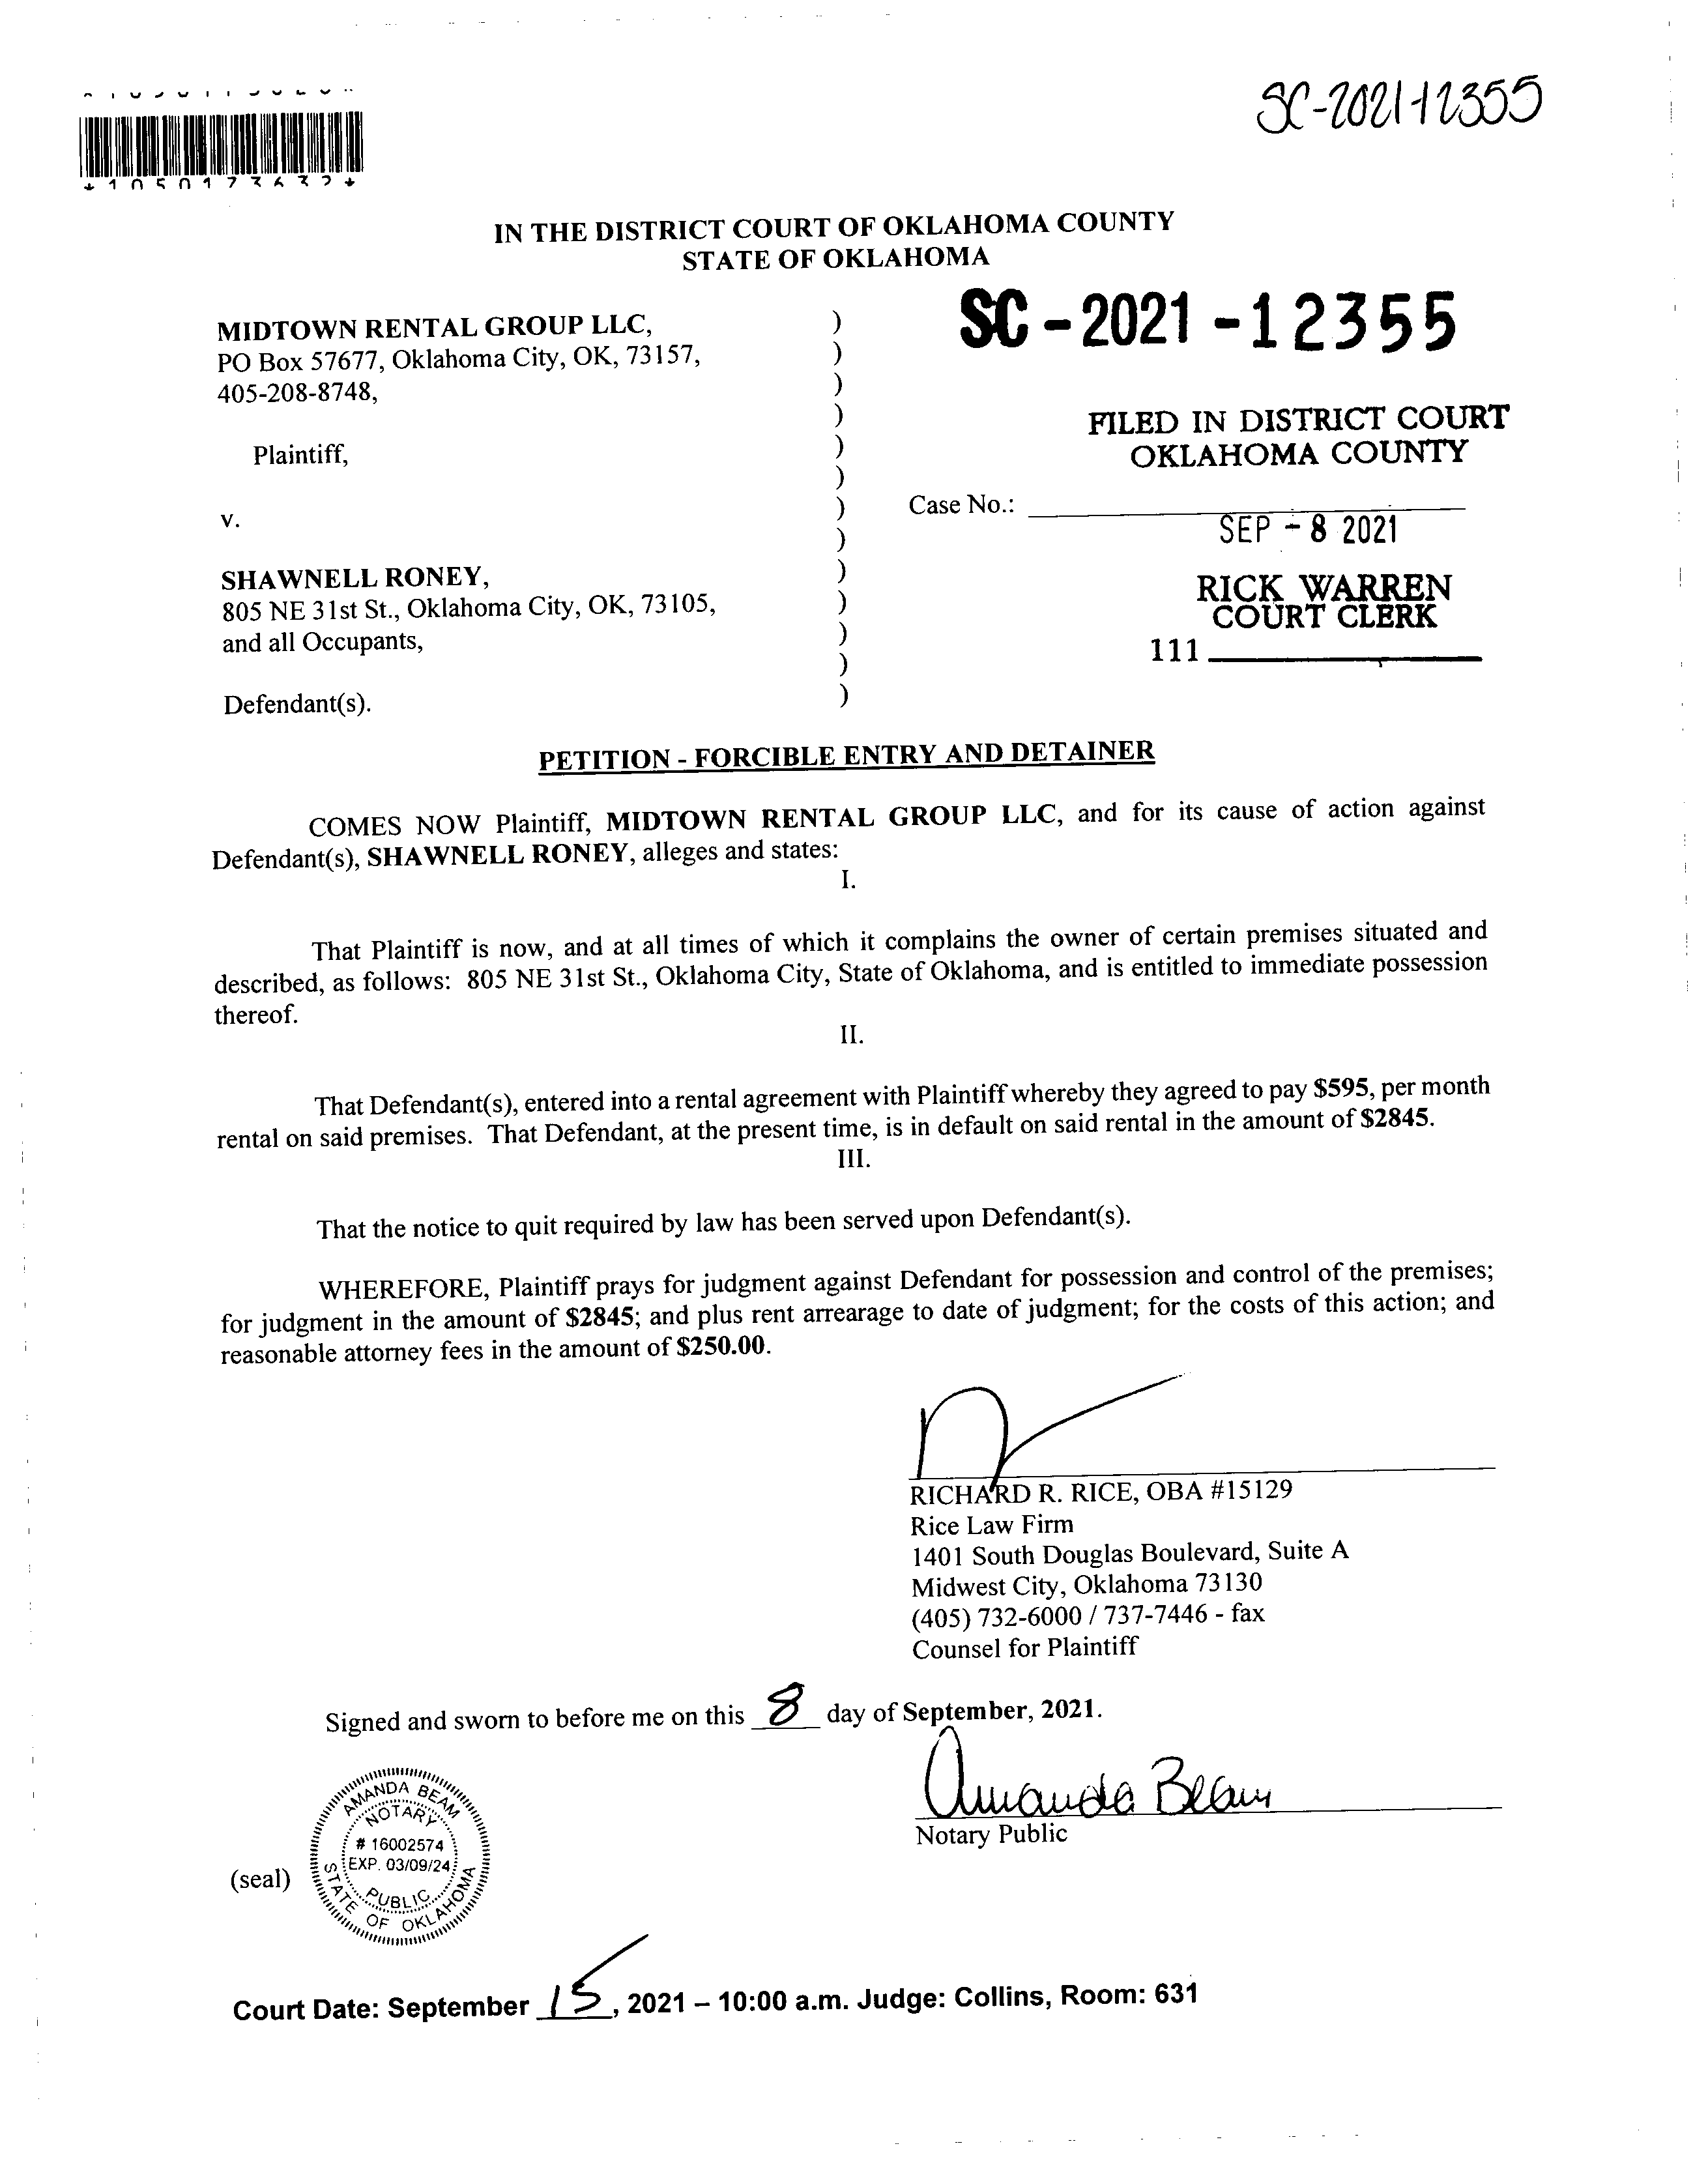 SC-2021-12355
*1050173632*
IN THE DISTRICT COURT OF OKLAHOMA COUNTY
STATE OF OKLAHOMA
MIDTOWN RENTAL GROUP LLC, )
PO Box 57677, Oklahoma City, OK, 73157, )
405-208-8748, )
)
Plaintiff, )
)
v. )
)
SHAWNELL RONEY, )
805 NE 31st St., Oklahoma City, OK, 73105, )
and all Occupants, )
)
Defendant(s). )
SC - 2021 - 12355
FILED IN DISTRICT COURT
OKLAHOMA COUNTY
Case No.:
SEP - 8 2021
RICK WARREN
COURT CLERK
111
PETITION - FORCIBLE ENTRY AND DETAINER
COMES NOW Plaintiff, MIDTOWN RENTAL GROUP LLC, and for its cause of action against
Defendant(s), SHAWNELL RONEY, alleges and states:
I.
That Plaintiff is now, and at all times of which it complains the owner of certain premises situated and
described, as follows: 805 NE 31st St., Oklahoma City, State of Oklahoma, and is entitled to immediate possession
thereof.
II.
That Defendant(s), entered into a rental agreement with Plaintiff whereby they agreed to pay $595, per month
rental on said premises. That Defendant, at the present time, is in default on said rental in the amount of $2845.
III.
That the notice to quit required by law has been served upon Defendant(s).
WHEREFORE, Plaintiff prays for judgment against Defendant for possession and control of the premises;
for judgment in the amount of $2845; and plus rent arrearage to date of judgment; for the costs of this action; and
reasonable attorney fees in the amount of $250.00.
RICHARD R. RICE, OBA #15129
Rice Law Firm
1401 South Douglas Boulevard, Suite A
Midwest City, Oklahoma 73130
(405) 732-6000 / 737-7446 - fax
Counsel for Plaintiff
Signed and sworn to before me on this 8 day of September, 2021.
Amanda Beam
Notary Public
(seal)
AMANDA BEAM
NOTARY
# 16002574
EXP. 03/09/24
PUBLIC
STATE OF OKLAHOMA
Court Date: September 15, 2021 – 10:00 a.m. Judge: Collins, Room: 631